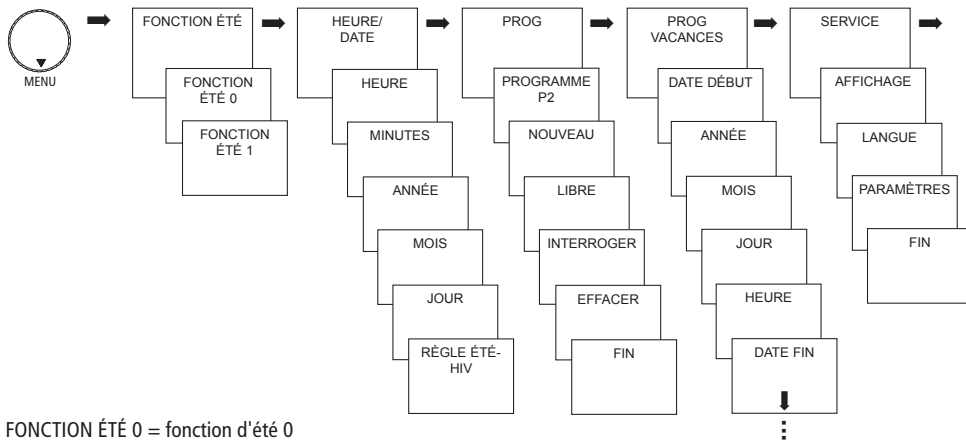 MENU
FONCTION ÉTÉ
FONCTION
ÉTÉ 0
FONCTION
ÉTÉ 1
HEURE/
DATE
HEURE
MINUTES
ANNÉE
MOIS
JOUR
RÈGLE ÉTÉ-
HIV
PROG
PROGRAMME
P2
NOUVEAU
LIBRE
INTERROGER
EFFACER
FIN
PROG
VACANCES
DATE DÉBUT
ANNÉE
MOIS
JOUR
HEURE
DATE FIN
SERVICE
AFFICHAGE
LANGUE
PARAMÈTRES
FIN
FONCTION ÉTÉ 0 = fonction d'été 0